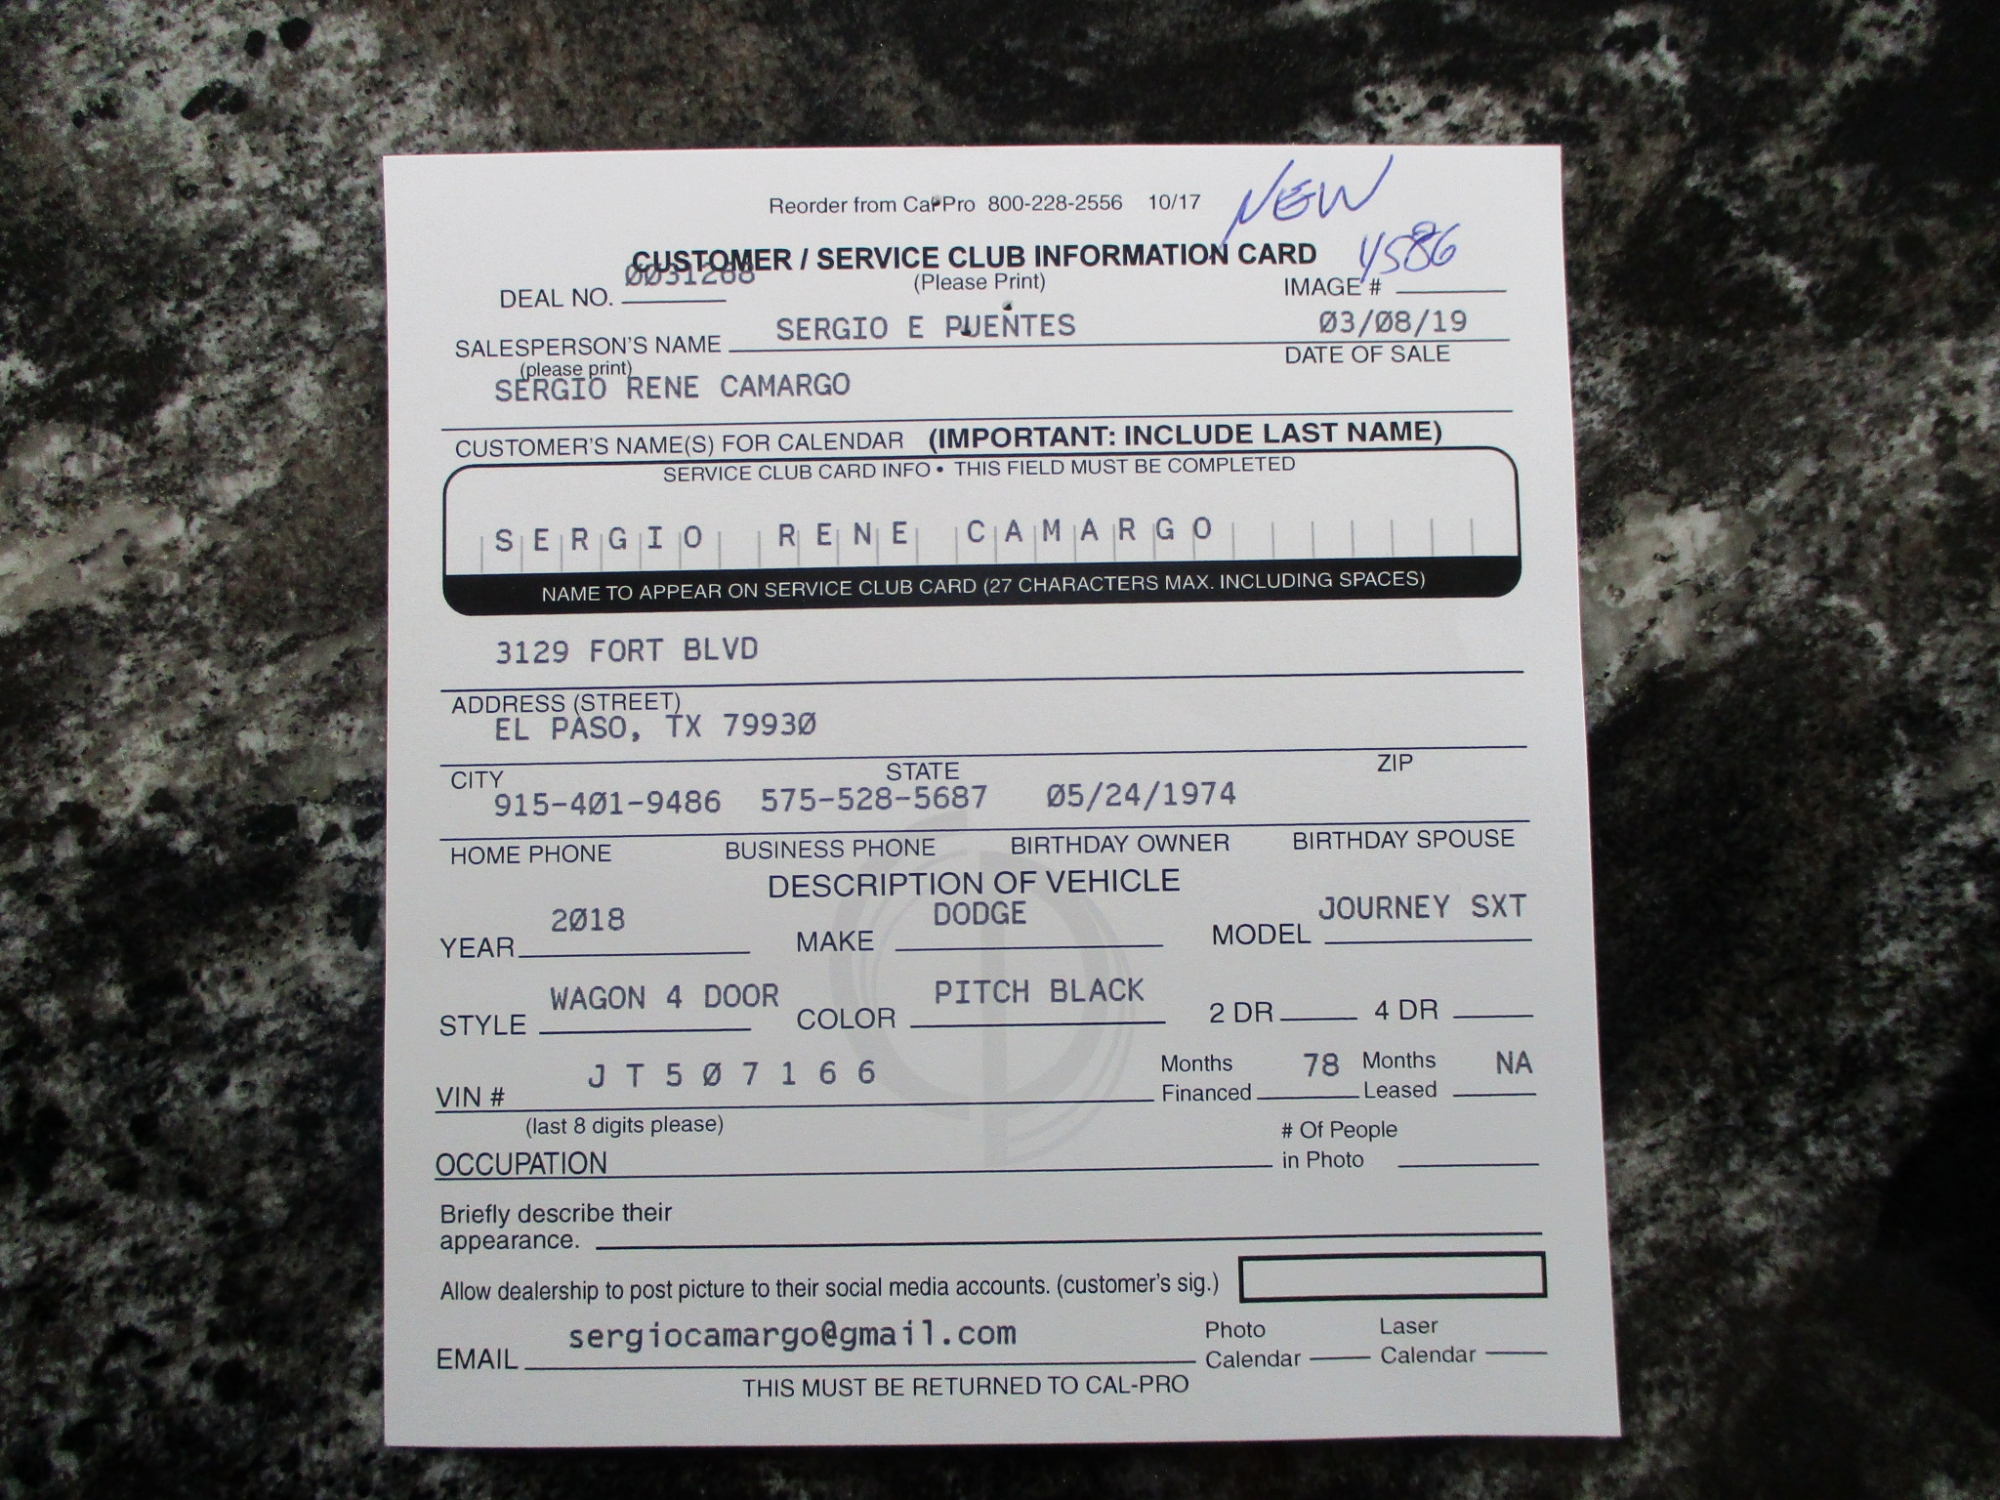 Reorder from CalPro 800-228-2556 10/17
NEW
CUSTOMER / SERVICE CLUB INFORMATION CARD
4586
(Please Print)
DEAL NO. 0031268
IMAGE #
SALESPERSON'S NAME SERGIO E PUENTES 03/08/19
(please print) DATE OF SALE
SERGIO RENE CAMARGO
CUSTOMER'S NAME(S) FOR CALENDAR (IMPORTANT: INCLUDE LAST NAME)
SERVICE CLUB CARD INFO • THIS FIELD MUST BE COMPLETED
SERGIO RENE CAMARGO
NAME TO APPEAR ON SERVICE CLUB CARD (27 CHARACTERS MAX. INCLUDING SPACES)
3129 FORT BLVD
ADDRESS (STREET)
EL PASO, TX 79930
CITY STATE ZIP
915-401-9486 575-528-5687 05/24/1974
HOME PHONE BUSINESS PHONE BIRTHDAY OWNER BIRTHDAY SPOUSE
DESCRIPTION OF VEHICLE
YEAR 2018 MAKE DODGE MODEL JOURNEY SXT
STYLE WAGON 4 DOOR COLOR PITCH BLACK 2 DR 4 DR
VIN # JT507166 Months Financed 78 Months Leased NA
(last 8 digits please)
OCCUPATION # Of People in Photo
Briefly describe their
appearance.
Allow dealership to post picture to their social media accounts. (customer's sig.)
EMAIL sergiocamargo@gmail.com Photo Calendar Laser Calendar
THIS MUST BE RETURNED TO CAL-PRO